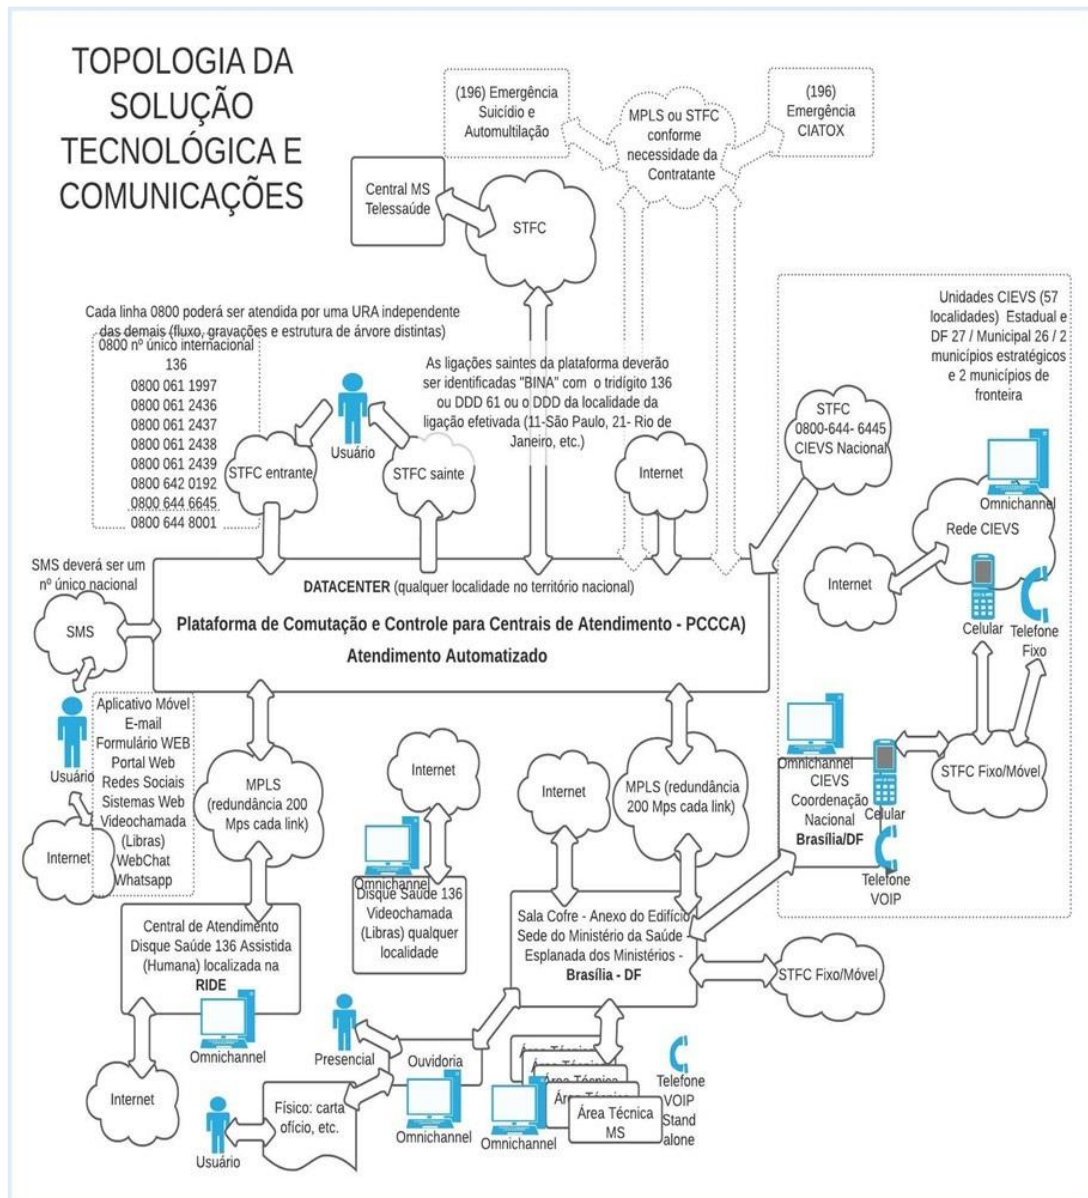 TOPOLOGIA DA
SOLUÇÃO
TECNOLÓGICA E
COMUNICAÇÕES
(196) Emergência
Suicídio e
Automultilação
MPLS ou STFC
conforme
necessidade da
Contratante
(196)
Emergência
CIATOX
Central MS
Telessaúde
STFC
Cada linha 0800 poderá ser atendida por uma URA independente
das demais (fluxo, gravações e estrutura de árvore distintas)
0800 nº único internacional
136
0800 061 1997
0800 061 2436
0800 061 2437
0800 061 2438
0800 061 2439
0800 642 0192
0800 644 6645
0800 644 8001
STFC entrante
Usuário
STFC sainte
As ligações saintes da plataforma deverão
ser identificadas "BINA" com o tridígito 136
ou DDD 61 ou o DDD da localidade da
ligação efetivada (11-São Paulo, 21- Rio de
Janeiro, etc.)
Internet
STFC
0800-644- 6445
CIEVS Nacional
Unidades CIEVS (57
localidades) Estadual e
DF 27 / Municipal 26 / 2
municípios estratégicos
e 2 municípios de
fronteira
Omnichannel
Rede CIEVS
Internet
Celular
Telefone
Fixo
SMS deverá ser um
nº único nacional
SMS
DATACENTER (qualquer localidade no território nacional)
Plataforma de Comutação e Controle para Centrais de Atendimento - PCCCA)
Atendimento Automatizado
Usuário
Aplicativo Móvel
E-mail
Formulário WEB
Portal Web
Redes Sociais
Sistemas Web
Videochamada
(Libras)
WebChat
Whatsapp
Internet
MPLS
(redundância 200
Mps cada link)
Internet
Internet
MPLS (redundância
200 Mps cada link)
Omnichannel
CIEVS
Coordenação
Nacional
Brasília/DF
Celular
Telefone
VOIP
STFC Fixo/Móvel
Omnichannel
Disque Saúde 136
Videochamada
(Libras) qualquer
localidade
Central de Atendimento
Disque Saúde 136 Assistida
(Humana) localizada na
RIDE
Omnichannel
Sala Cofre - Anexo do Edifício
Sede do Ministério da Saúde -
Esplanada dos Ministérios -
Brasília - DF
STFC Fixo/Móvel
Internet
Presencial
Ouvidoria
Omnichannel
Usuário
Físico: carta
ofício, etc.
Área Técnica
Área Técnica
Área Técnica
Área Técnica
Área Técnica
MS
Omnichannel
Telefone
VOIP
Stand
alone